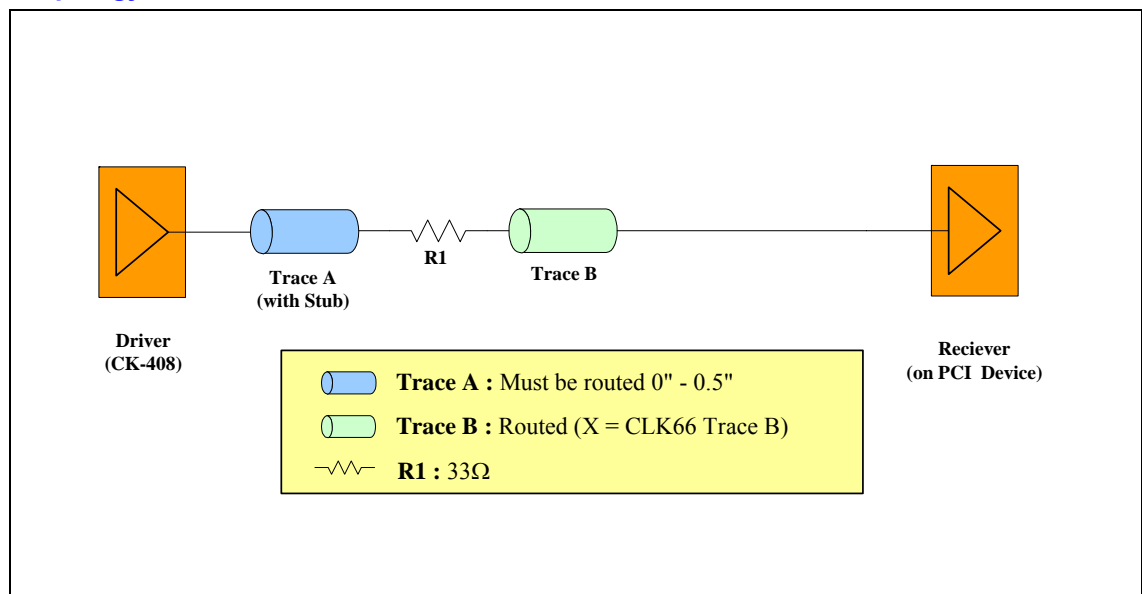 R1
Trace A
(with Stub)
Trace B
Driver
(CK-408)
Reciever
(on PCI Device)
Trace A : Must be routed 0" - 0.5"
Trace B : Routed (X = CLK66 Trace B)
R1 : 33Ω